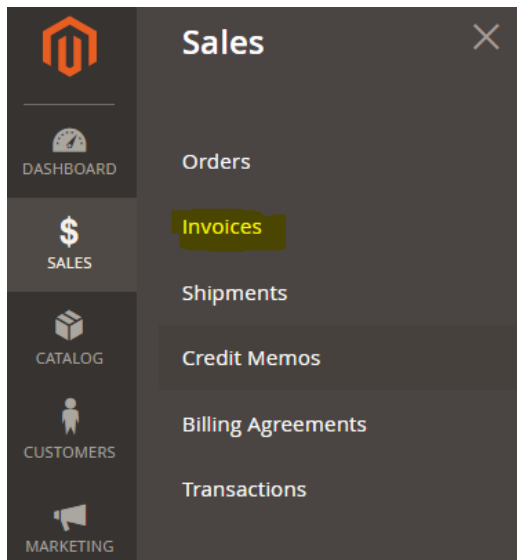 Sales
DASHBOARD
Orders
$
SALES
Invoices
Shipments
CATALOG
Credit Memos
CUSTOMERS
Billing Agreements
Transactions
MARKETING